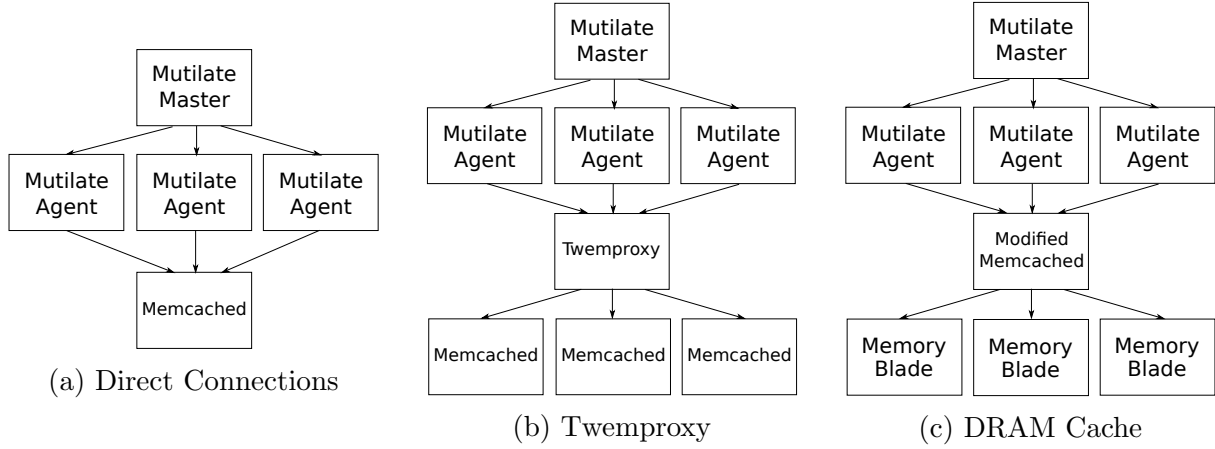 Mutilate
Master
Mutilate
Agent
Mutilate
Agent
Mutilate
Agent
Memcached
(a) Direct Connections
Mutilate
Master
Mutilate
Agent
Mutilate
Agent
Mutilate
Agent
Twemproxy
Memcached
Memcached
Memcached
(b) Twemproxy
Mutilate
Master
Mutilate
Agent
Mutilate
Agent
Mutilate
Agent
Modified
Memcached
Memory
Blade
Memory
Blade
Memory
Blade
(c) DRAM Cache